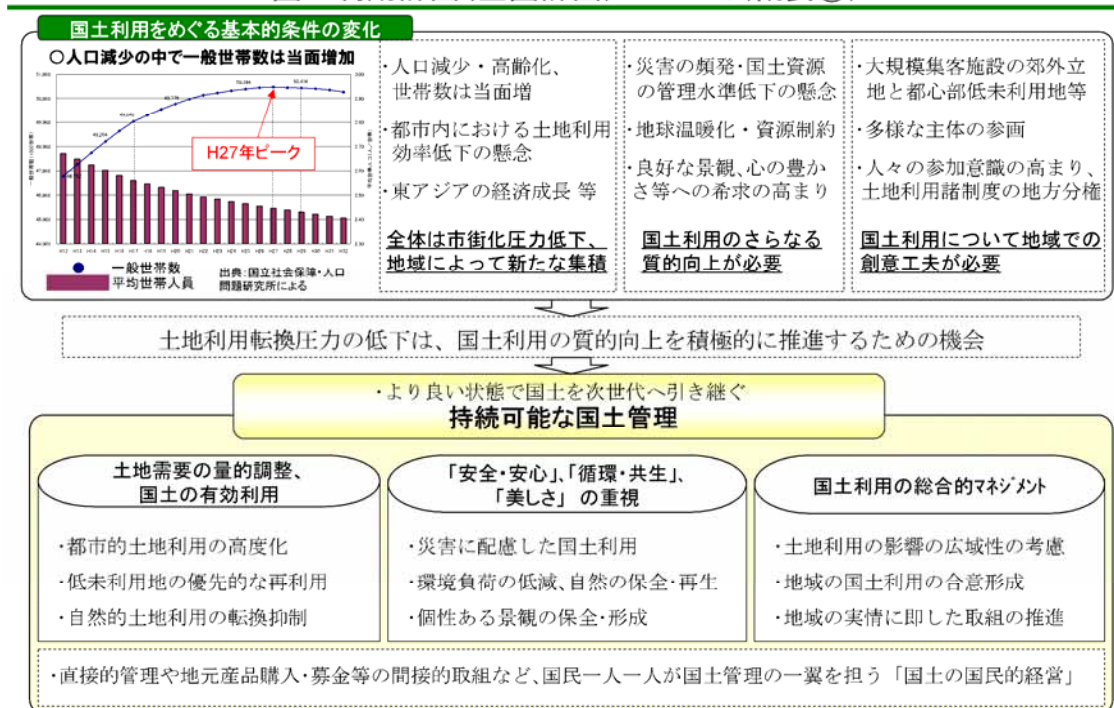 国土利用をめぐる基本的条件の変化
○人口減少の中で一般世帯数は当面増加
H27年ピーク
一般世帯数
平均世帯人員
出典：国立社会保障・人口
問題研究所による
・人口減少・高齢化、
世帯数は当面増
・都市内における土地利用
効率低下の懸念
・東アジアの経済成長 等
全体は市街化圧力低下、
地域によって新たな集積
・災害の頻発・国土資源
の管理水準低下の懸念
・地球温暖化・資源制約
・良好な景観、心の豊か
さ等への希求の高まり
国土利用のさらなる
質的向上が必要
・大規模集客施設の郊外立
地と都心部低未利用地等
・多様な主体の参画
・人々の参加意識の高まり、
土地利用諸制度の地方分権
国土利用について地域での
創意工夫が必要
土地利用転換圧力の低下は、国土利用の質的向上を積極的に推進するための機会
・より良い状態で国土を次世代へ引き継ぐ
持続可能な国土管理
土地需要の量的調整、
国土の有効利用
・都市的土地利用の高度化
・低未利用地の優先的な再利用
・自然的土地利用の転換抑制
「安全・安心」、「循環・共生」、
「美しさ」の重視
・災害に配慮した国土利用
・環境負荷の低減、自然の保全・再生
・個性ある景観の保全・形成
国土利用の総合的マネジメント
・土地利用の影響の広域性の考慮
・地域の国土利用の合意形成
・地域の実情に即した取組の推進
・直接的管理や地元産品購入・募金等の間接的取組など、国民一人一人が国土管理の一翼を担う「国土の国民的経営」